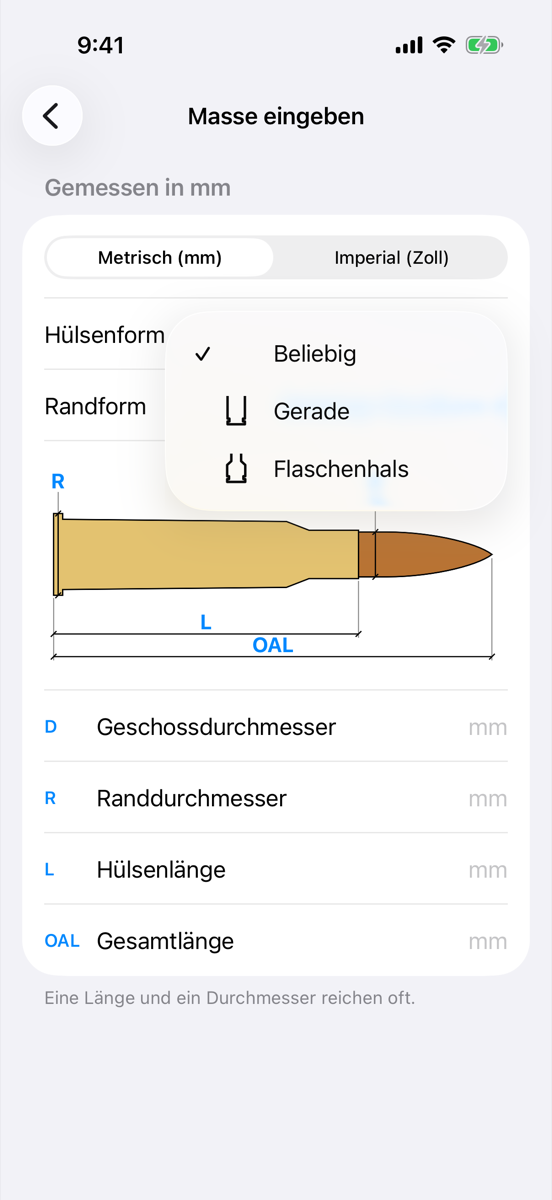 9:41
Masse eingeben
Gemessen in mm
Metrisch (mm)
Imperial (Zoll)
Hülsenform
Beliebig
Randform
Gerade
Flaschenhals
R
L
OAL
D Geschossdurchmesser mm
R Randdurchmesser mm
L Hülsenlänge mm
OAL Gesamtlänge mm
Eine Länge und ein Durchmesser reichen oft.